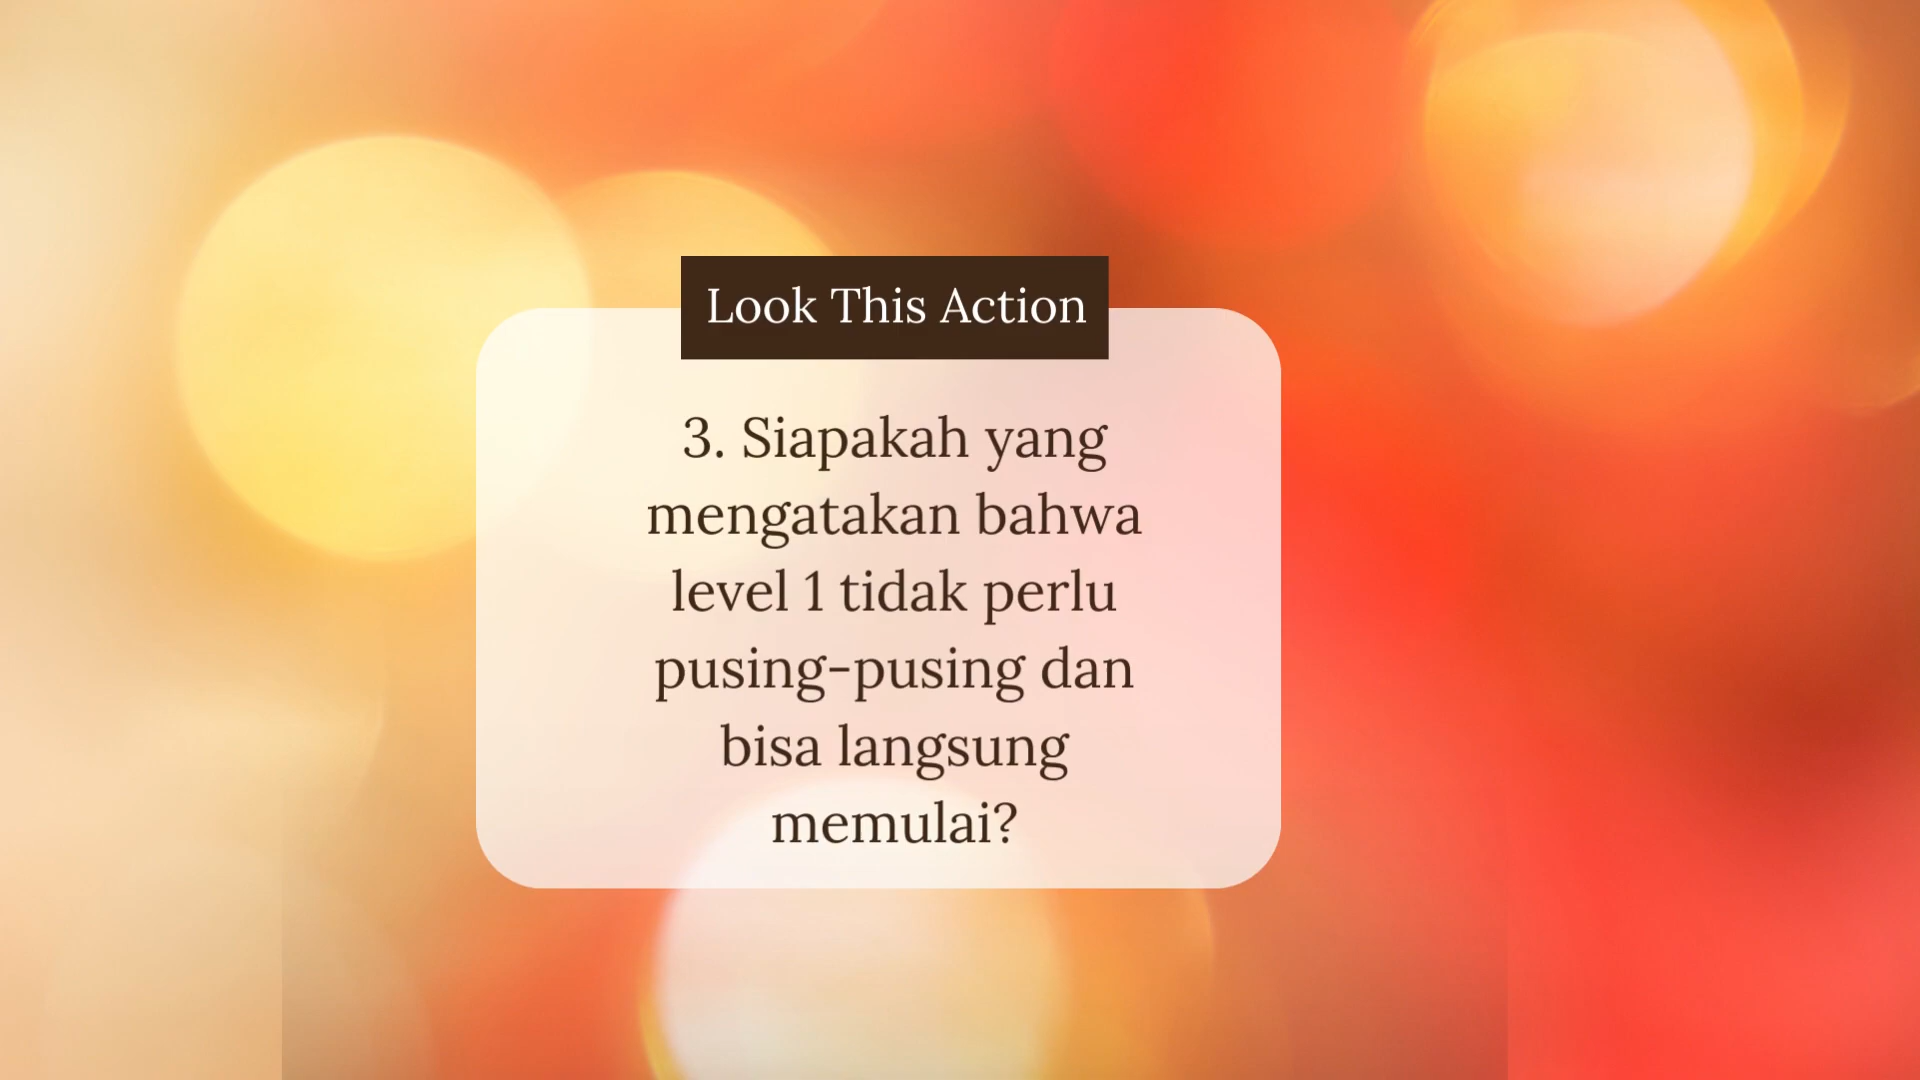 Look This Action
3. Siapakah yang
mengatakan bahwa
level 1 tidak perlu
pusing-pusing dan
bisa langsung
memulai?